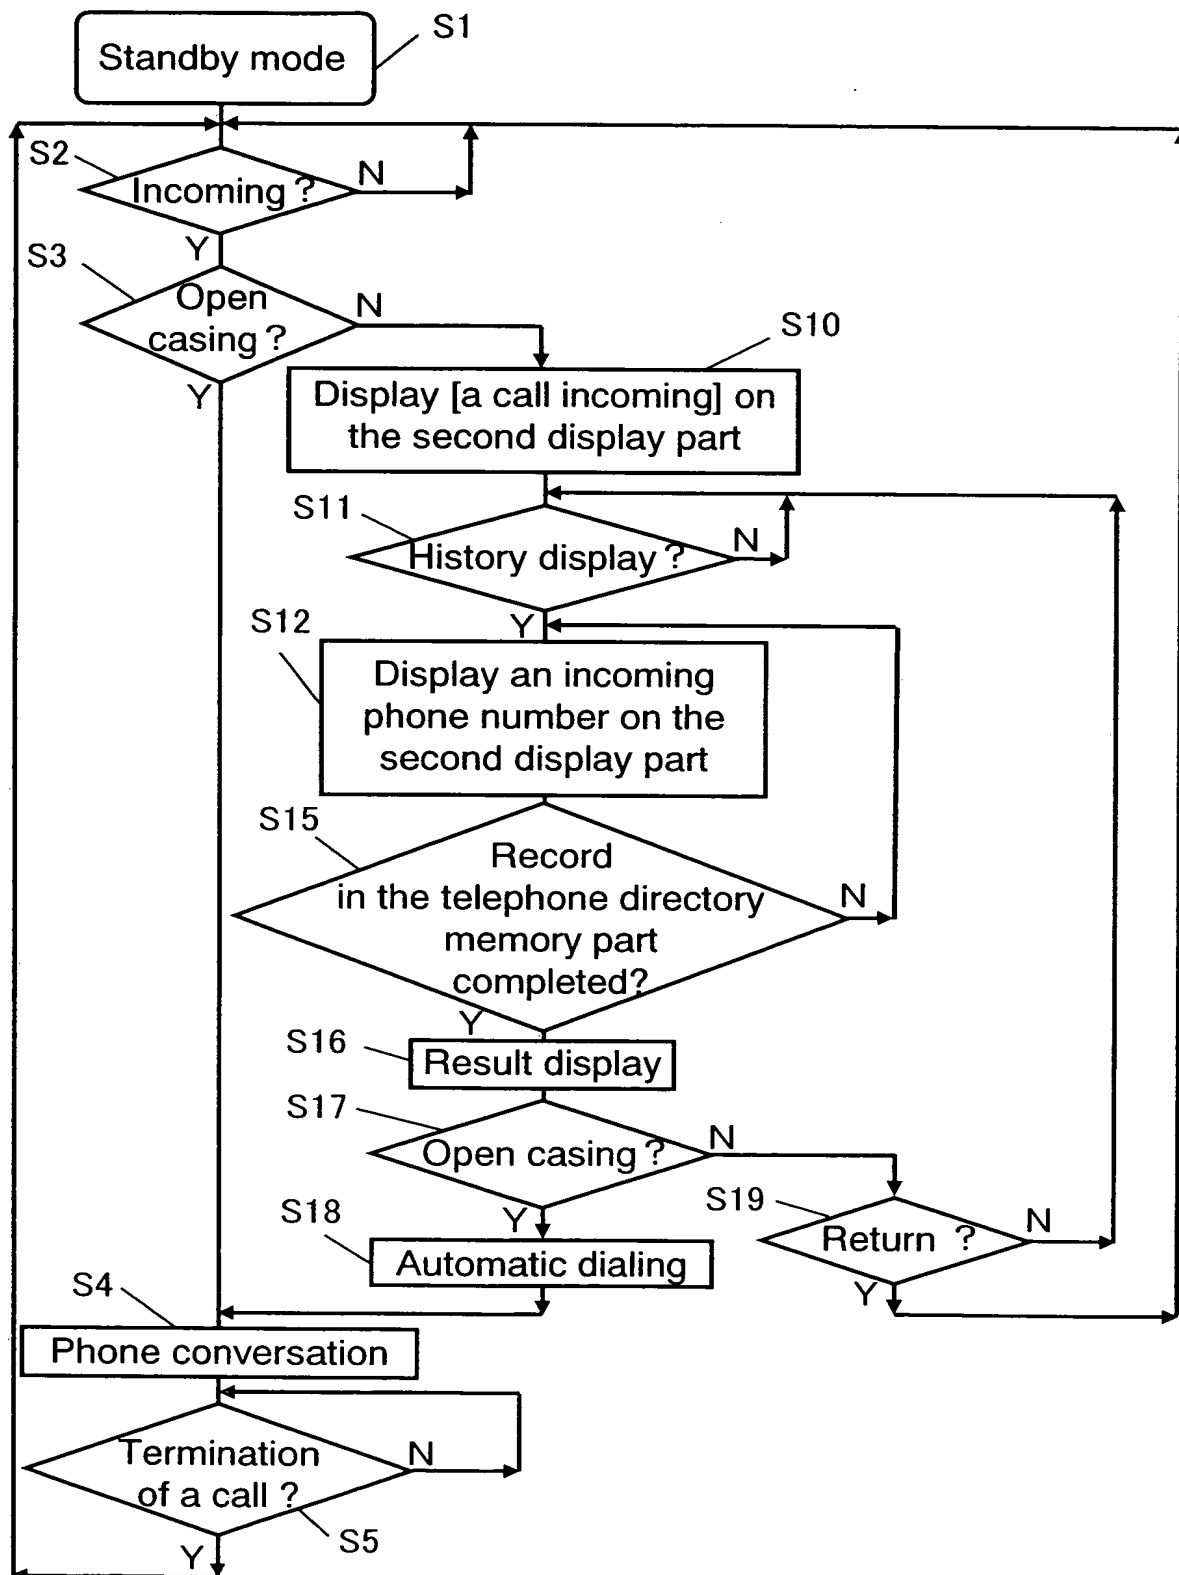 S1
Standby mode
S2
Incoming ?
N
Y
S3
Open
casing ?
N
Y
S10
Display [a call incoming] on
the second display part
S11
History display ?
N
Y
S12
Display an incoming
phone number on the
second display part
S15
Record
in the telephone directory
memory part
completed?
N
Y
S16
Result display
S17
Open casing ?
N
Y
S19
Return ?
N
Y
S18
Automatic dialing
S4
Phone conversation
Termination
of a call ?
N
S5
Y